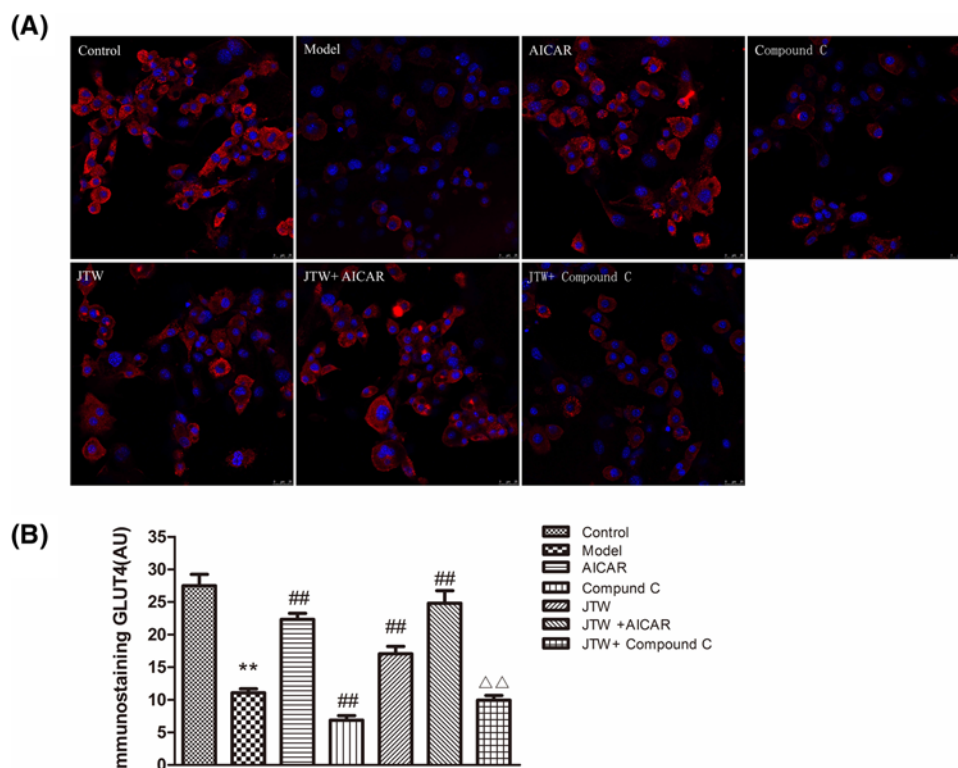 (A)
Control
Model
AICAR
Compound C
JTW
JTW+ AICAR
JTW+ Compound C
(B)
mmunostaining GLUT4(AU)
35
30
25
20
15
10
5
0
**
##
##
##
##
△△
Control
Model
AICAR
Compund C
JTW
JTW +AICAR
JTW+ Compound C